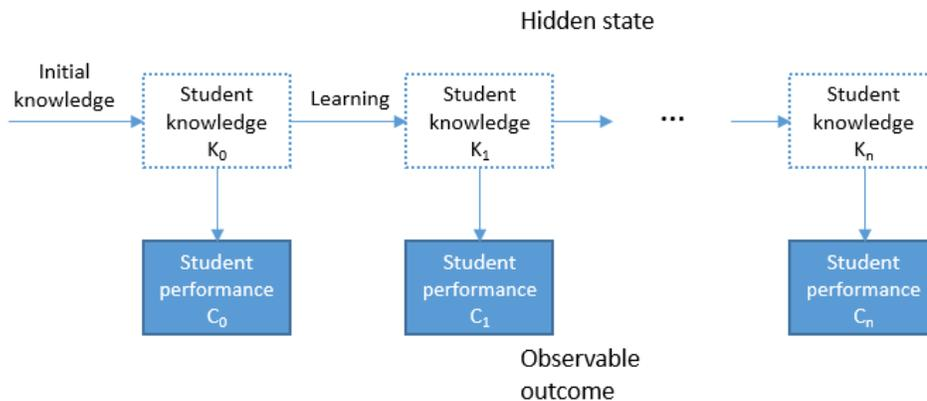 Hidden state
Initial
knowledge
Student
knowledge
K₀
Learning
Student
knowledge
K₁
...
Student
knowledge
Kₙ
Student
performance
C₀
Student
performance
C₁
Student
performance
Cₙ
Observable
outcome